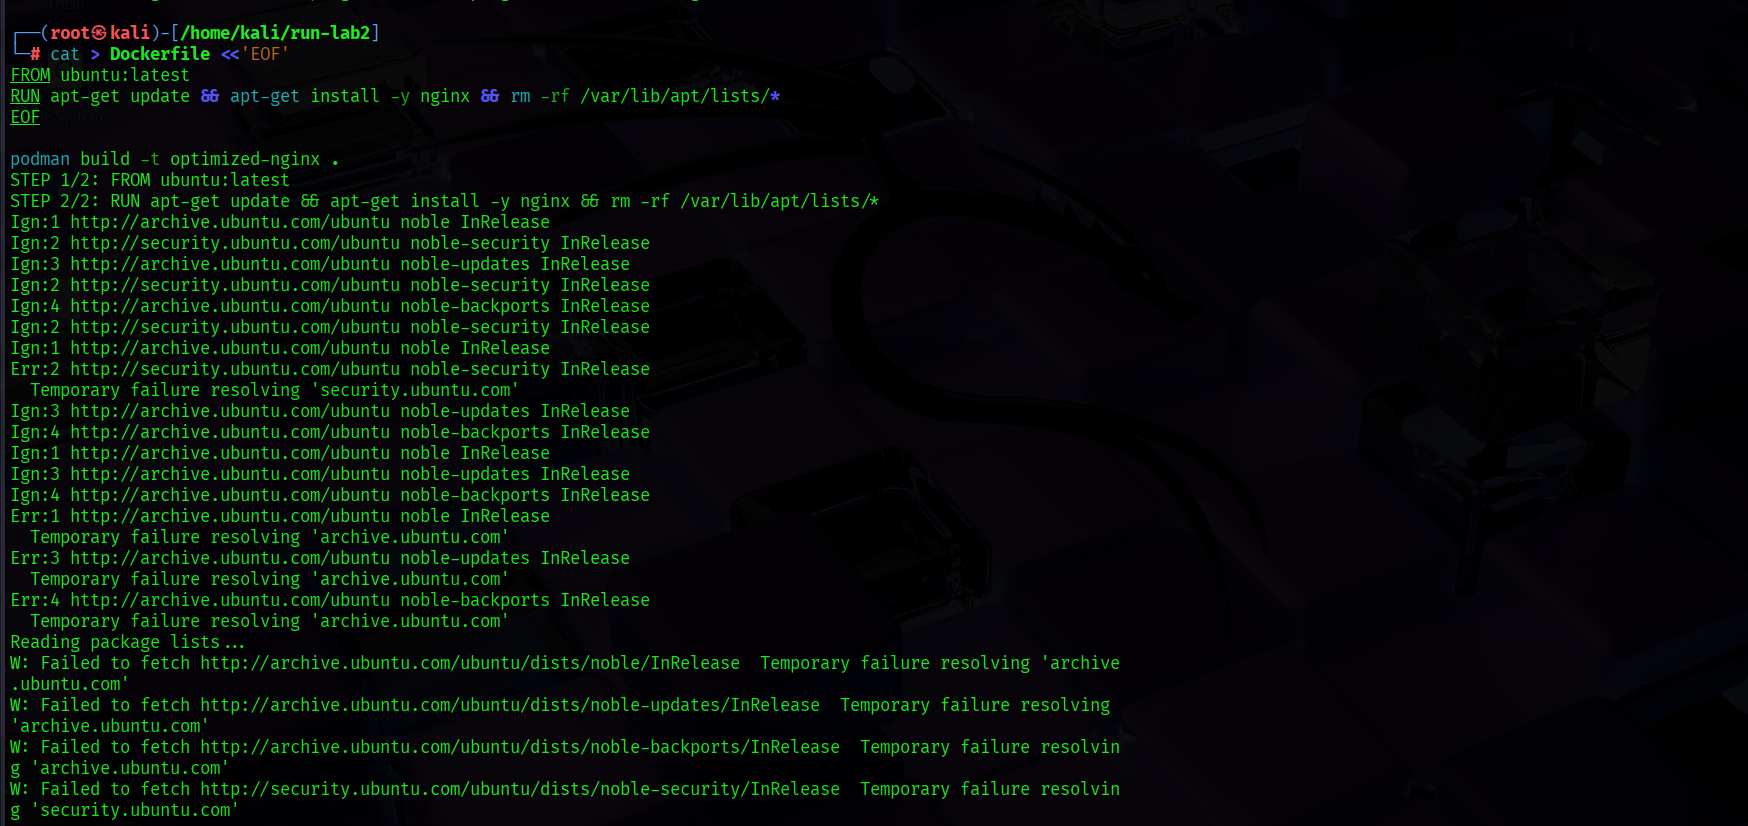 ┌──(root㉿kali)-[/home/kali/run-lab2]
└─# cat > Dockerfile <<'EOF'
FROM ubuntu:latest
RUN apt-get update && apt-get install -y nginx && rm -rf /var/lib/apt/lists/*
EOF
podman build -t optimized-nginx .
STEP 1/2: FROM ubuntu:latest
STEP 2/2: RUN apt-get update && apt-get install -y nginx && rm -rf /var/lib/apt/lists/*
Ign:1 http://archive.ubuntu.com/ubuntu noble InRelease
Ign:2 http://security.ubuntu.com/ubuntu noble-security InRelease
Ign:3 http://archive.ubuntu.com/ubuntu noble-updates InRelease
Ign:2 http://security.ubuntu.com/ubuntu noble-security InRelease
Ign:4 http://archive.ubuntu.com/ubuntu noble-backports InRelease
Ign:2 http://security.ubuntu.com/ubuntu noble-security InRelease
Ign:1 http://archive.ubuntu.com/ubuntu noble InRelease
Err:2 http://security.ubuntu.com/ubuntu noble-security InRelease
  Temporary failure resolving 'security.ubuntu.com'
Ign:3 http://archive.ubuntu.com/ubuntu noble-updates InRelease
Ign:4 http://archive.ubuntu.com/ubuntu noble-backports InRelease
Ign:1 http://archive.ubuntu.com/ubuntu noble InRelease
Ign:3 http://archive.ubuntu.com/ubuntu noble-updates InRelease
Ign:4 http://archive.ubuntu.com/ubuntu noble-backports InRelease
Err:1 http://archive.ubuntu.com/ubuntu noble InRelease
  Temporary failure resolving 'archive.ubuntu.com'
Err:3 http://archive.ubuntu.com/ubuntu noble-updates InRelease
  Temporary failure resolving 'archive.ubuntu.com'
Err:4 http://archive.ubuntu.com/ubuntu noble-backports InRelease
  Temporary failure resolving 'archive.ubuntu.com'
Reading package lists...
W: Failed to fetch http://archive.ubuntu.com/ubuntu/dists/noble/InRelease  Temporary failure resolving 'archive
.ubuntu.com'
W: Failed to fetch http://archive.ubuntu.com/ubuntu/dists/noble-updates/InRelease  Temporary failure resolving
'archive.ubuntu.com'
W: Failed to fetch http://archive.ubuntu.com/ubuntu/dists/noble-backports/InRelease  Temporary failure resolvin
g 'archive.ubuntu.com'
W: Failed to fetch http://security.ubuntu.com/ubuntu/dists/noble-security/InRelease  Temporary failure resolvin
g 'security.ubuntu.com'